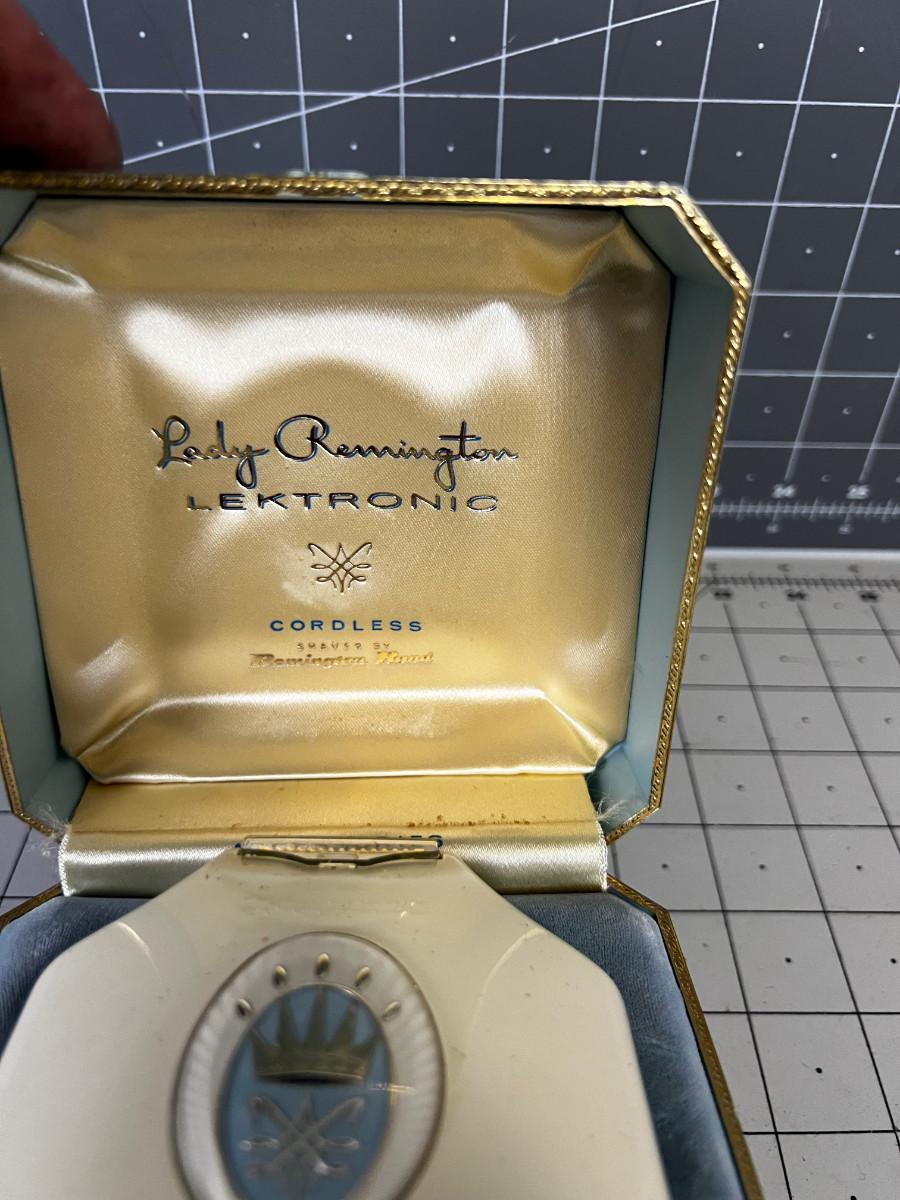 Lady Remington
LEKTRONIC
CORDLESS
SHAVER BY
Remington Rand